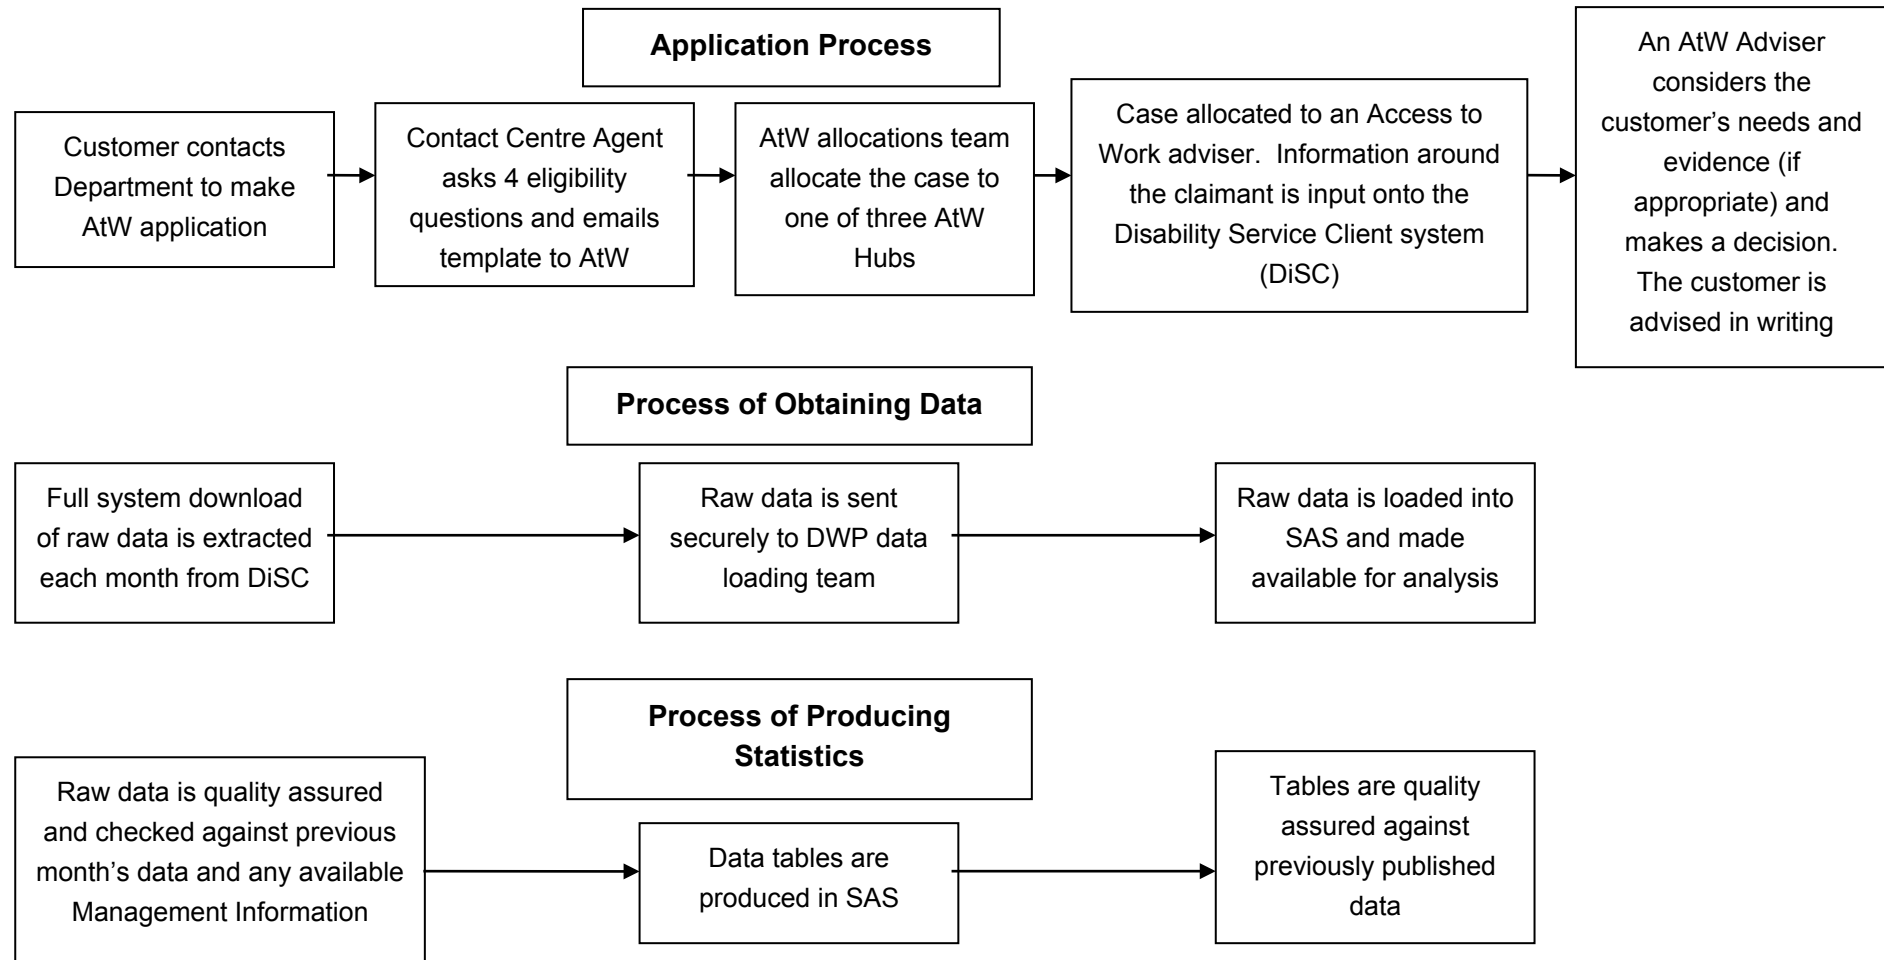 Application Process
Customer contacts
Department to make
AtW application
Contact Centre Agent
asks 4 eligibility
questions and emails
template to AtW
AtW allocations team
allocate the case to
one of three AtW
Hubs
Case allocated to an Access to
Work adviser.  Information around
the claimant is input onto the
Disability Service Client system
(DiSC)
An AtW Adviser
considers the
customer’s needs and
evidence (if
appropriate) and
makes a decision.
The customer is
advised in writing
Process of Obtaining Data
Full system download
of raw data is extracted
each month from DiSC
Raw data is sent
securely to DWP data
loading team
Raw data is loaded into
SAS and made
available for analysis
Process of Producing
Statistics
Raw data is quality assured
and checked against previous
month’s data and any available
Management Information
Data tables are
produced in SAS
Tables are quality
assured against
previously published
data